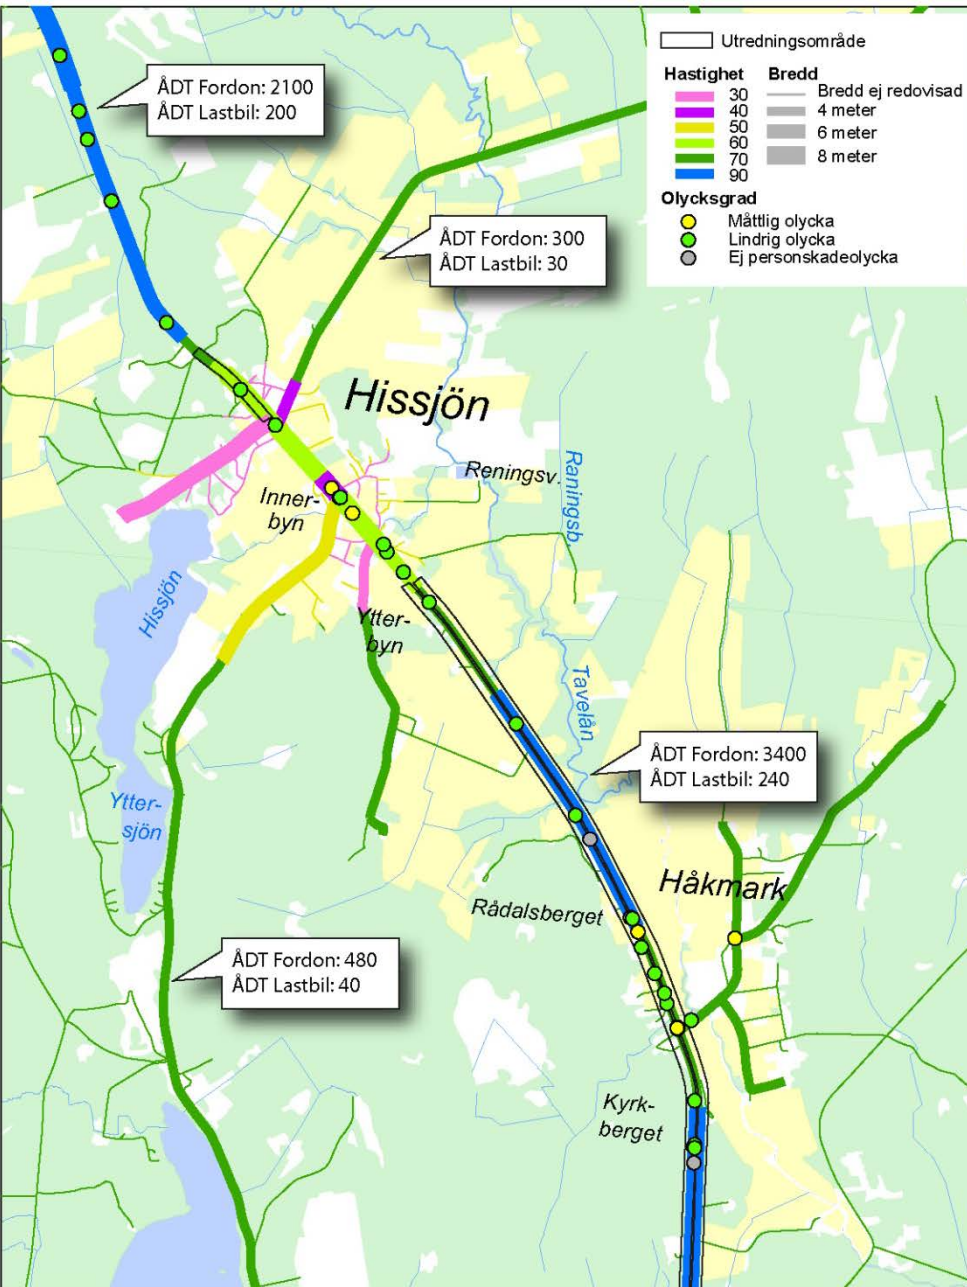 ÅDT Fordon: 2100
ÅDT Lastbil: 200
Utredningsområde
Hastighet
30
40
50
60
70
90
Bredd
Bredd ej redovisad
4 meter
6 meter
8 meter
Olycksgrad
Måttlig olycka
Lindrig olycka
Ej personskadeolycka
ÅDT Fordon: 300
ÅDT Lastbil: 30
Hissjön
Reningsv.
Raningsb
Inner-
byn
Hissjön
Ytter-
byn
Tavelån
ÅDT Fordon: 3400
ÅDT Lastbil: 240
Ytter-
sjön
Håkmark
Rådalsberget
ÅDT Fordon: 480
ÅDT Lastbil: 40
Kyrk-
berget